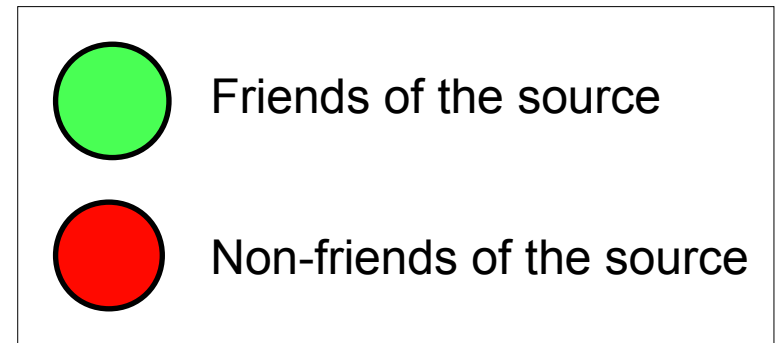 Friends of the source
Non-friends of the source